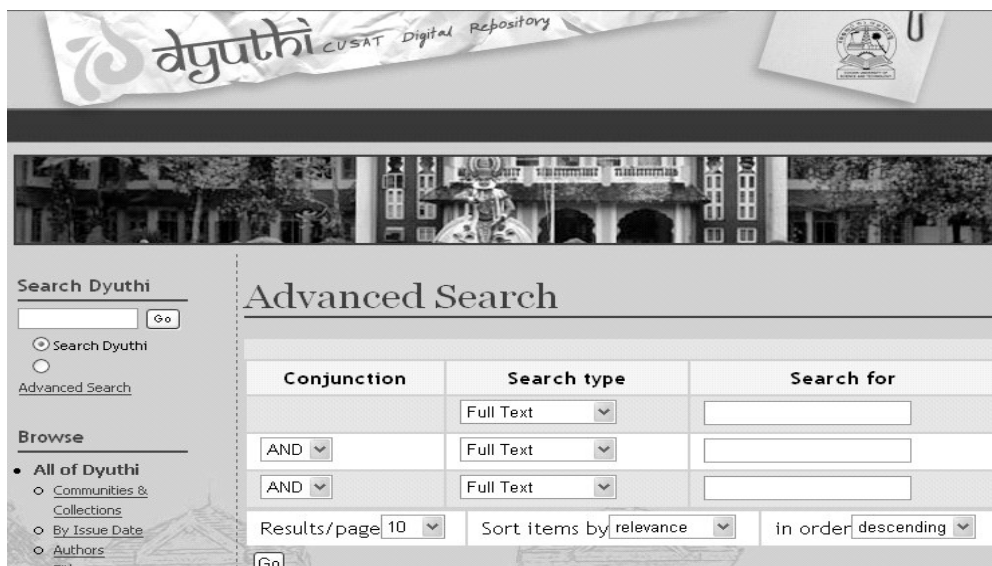 dyuthi CUSAT Digital Repository
Search Dyuthi
Go
Search Dyuthi
Advanced Search
Browse
All of Dyuthi
Communities &
Collections
By Issue Date
Authors
Advanced Search
Conjunction Search type Search for
Full Text
AND Full Text
AND Full Text
Results/page 10 Sort items by relevance in order descending
Go